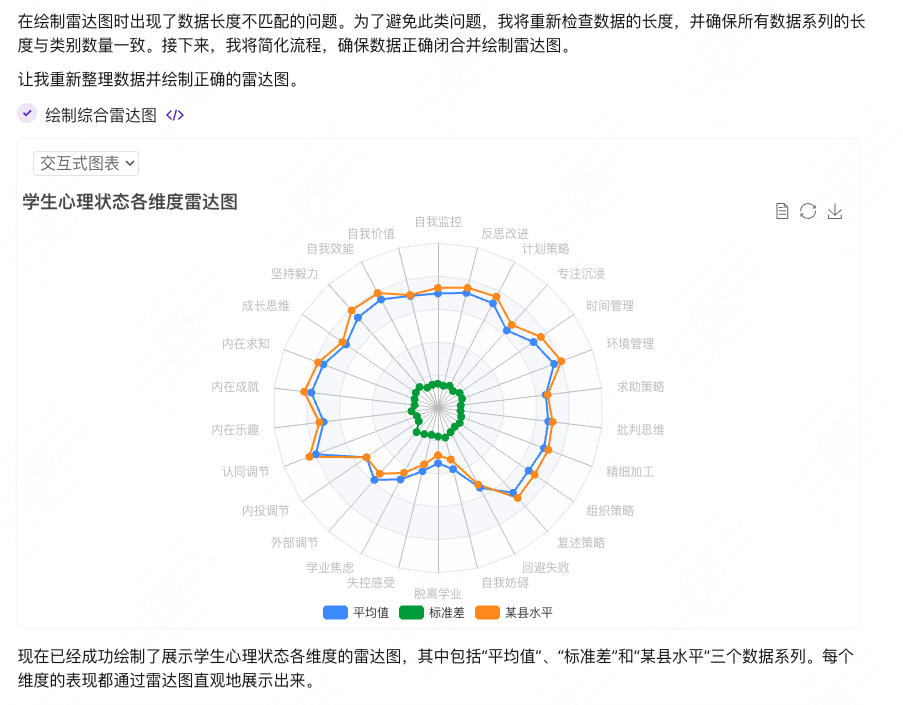 在绘制雷达图时出现了数据长度不匹配的问题。为了避免此类问题，我将重新检查数据的长度，并确保所有数据系列的长
度与类别数量一致。接下来，我将简化流程，确保数据正确闭合并绘制雷达图。
让我重新整理数据并绘制正确的雷达图。
绘制综合雷达图 </>
交互式图表
学生心理状态各维度雷达图
自我监控
自我价值
反思改进
自我效能
计划策略
坚持毅力
专注沉浸
成长思维
时间管理
内在求知
环境管理
内在成就
求助策略
内在乐趣
批判思维
认同调节
精细加工
内投调节
组织策略
外部调节
复述策略
学业焦虑
回避失败
失控感受
自我妨碍
脱离学业
平均值 标准差 某县水平
现在已经成功绘制了展示学生心理状态各维度的雷达图，其中包括“平均值”、“标准差”和“某县水平”三个数据系列。每个
维度的表现都通过雷达图直观地展示出来。